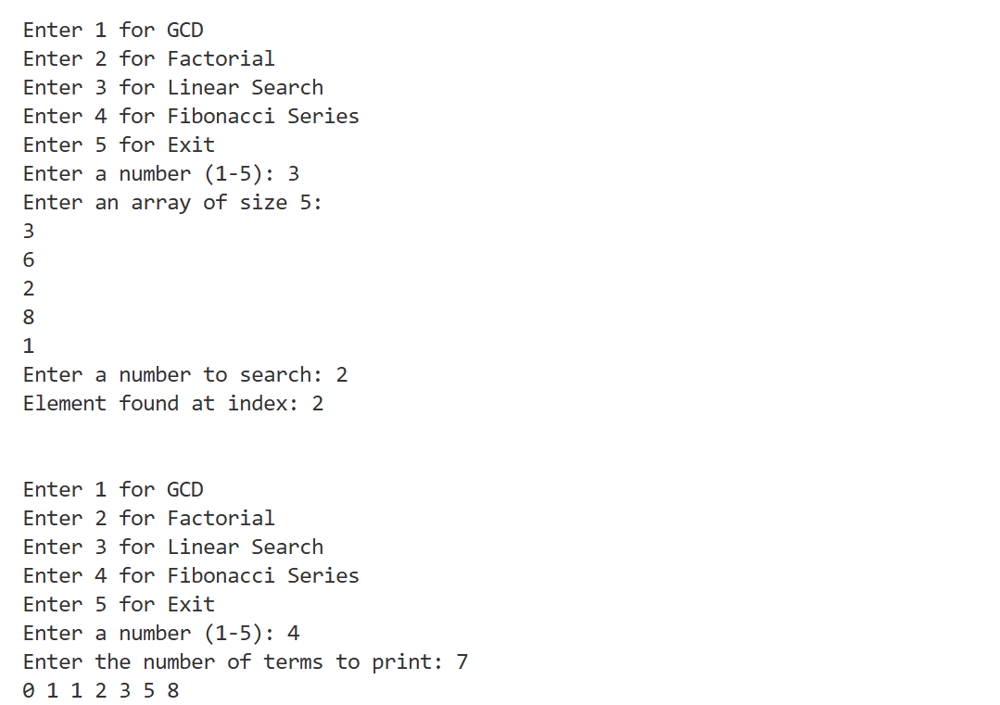 Enter 1 for GCD
Enter 2 for Factorial
Enter 3 for Linear Search
Enter 4 for Fibonacci Series
Enter 5 for Exit
Enter a number (1-5): 3
Enter an array of size 5:
3
6
2
8
1
Enter a number to search: 2
Element found at index: 2
Enter 1 for GCD
Enter 2 for Factorial
Enter 3 for Linear Search
Enter 4 for Fibonacci Series
Enter 5 for Exit
Enter a number (1-5): 4
Enter the number of terms to print: 7
0 1 1 2 3 5 8